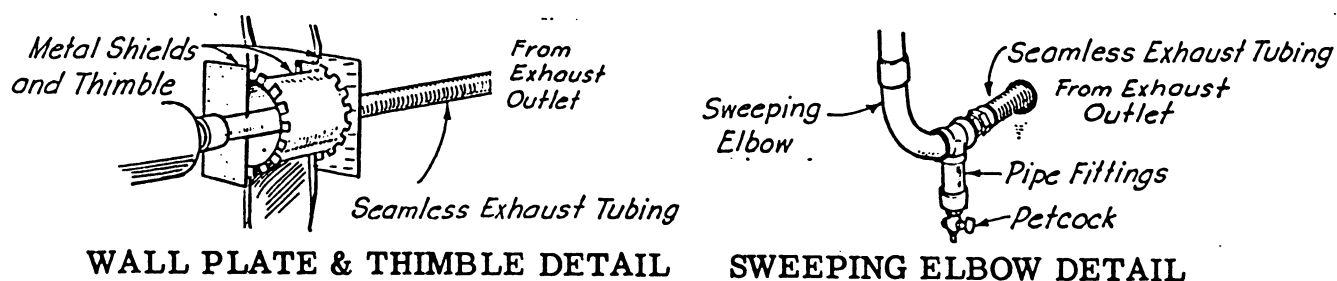 Metal Shields
and Thimble
From
Exhaust
Outlet
Seamless Exhaust Tubing
WALL PLATE & THIMBLE DETAIL
Seamless Exhaust Tubing
From Exhaust
Outlet
Sweeping
Elbow
Pipe Fittings
Petcock
SWEEPING ELBOW DETAIL